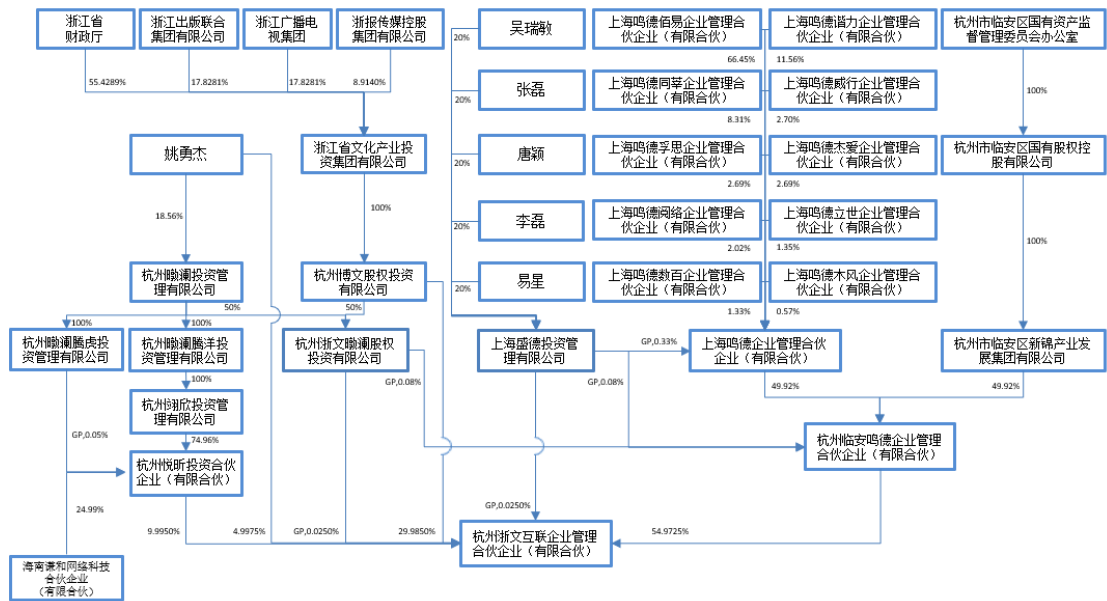 浙江省
财政厅
浙江出版联合
集团有限公司
浙江广播电
视集团
浙报传媒控股
集团有限公司
吴瑞敏
上海鸣德佰易企业管理合
伙企业（有限合伙）
上海鸣德谐力企业管理合
伙企业（有限合伙）
杭州市临安区国有资产监
督管理委员会办公室
20%
66.45%
11.56%
55.4289%
17.8281%
17.8281%
8.9140%
张磊
上海鸣德同莘企业管理合
伙企业（有限合伙）
上海鸣德威行企业管理合
伙企业（有限合伙）
100%
20%
8.31%
2.70%
姚勇杰
浙江省文化产业投
资集团有限公司
唐颖
上海鸣德孚思企业管理合
伙企业（有限合伙）
上海鸣德杰爱企业管理合
伙企业（有限合伙）
杭州市临安区国有股权控
股有限公司
20%
2.69%
2.69%
18.56%
100%
李磊
上海鸣德阅络企业管理合
伙企业（有限合伙）
上海鸣德立世企业管理合
伙企业（有限合伙）
20%
2.02%
1.35%
100%
杭州瞰澜投资管
理有限公司
杭州博文股权投资
有限公司
易星
上海鸣德数百企业管理合
伙企业（有限合伙）
上海鸣德木风企业管理合
伙企业（有限合伙）
20%
1.33%
0.57%
50%
50%
100%
100%
杭州瞰澜腾虎投
资管理有限公司
杭州瞰澜腾洋投
资管理有限公司
杭州浙文瞰澜股权
投资有限公司
上海盛德投资管
理有限公司
GP,0.33%
上海鸣德企业管理合伙
企业（有限合伙）
杭州市临安区新锦产业发
展集团有限公司
100%
GP,0.08%
GP,0.08%
49.92%
49.92%
杭州翊欣投资管
理有限公司
GP,0.05%
74.96%
杭州临安鸣德企业管理
合伙企业（有限合伙）
杭州悦昕投资合伙
企业（有限合伙）
24.99%
GP,0.0250%
9.9950%
4.9975%
GP,0.0250%
29.9850%
杭州浙文互联企业管理
合伙企业（有限合伙）
54.9725%
海南谦和网络科技
合伙企业
（有限合伙）